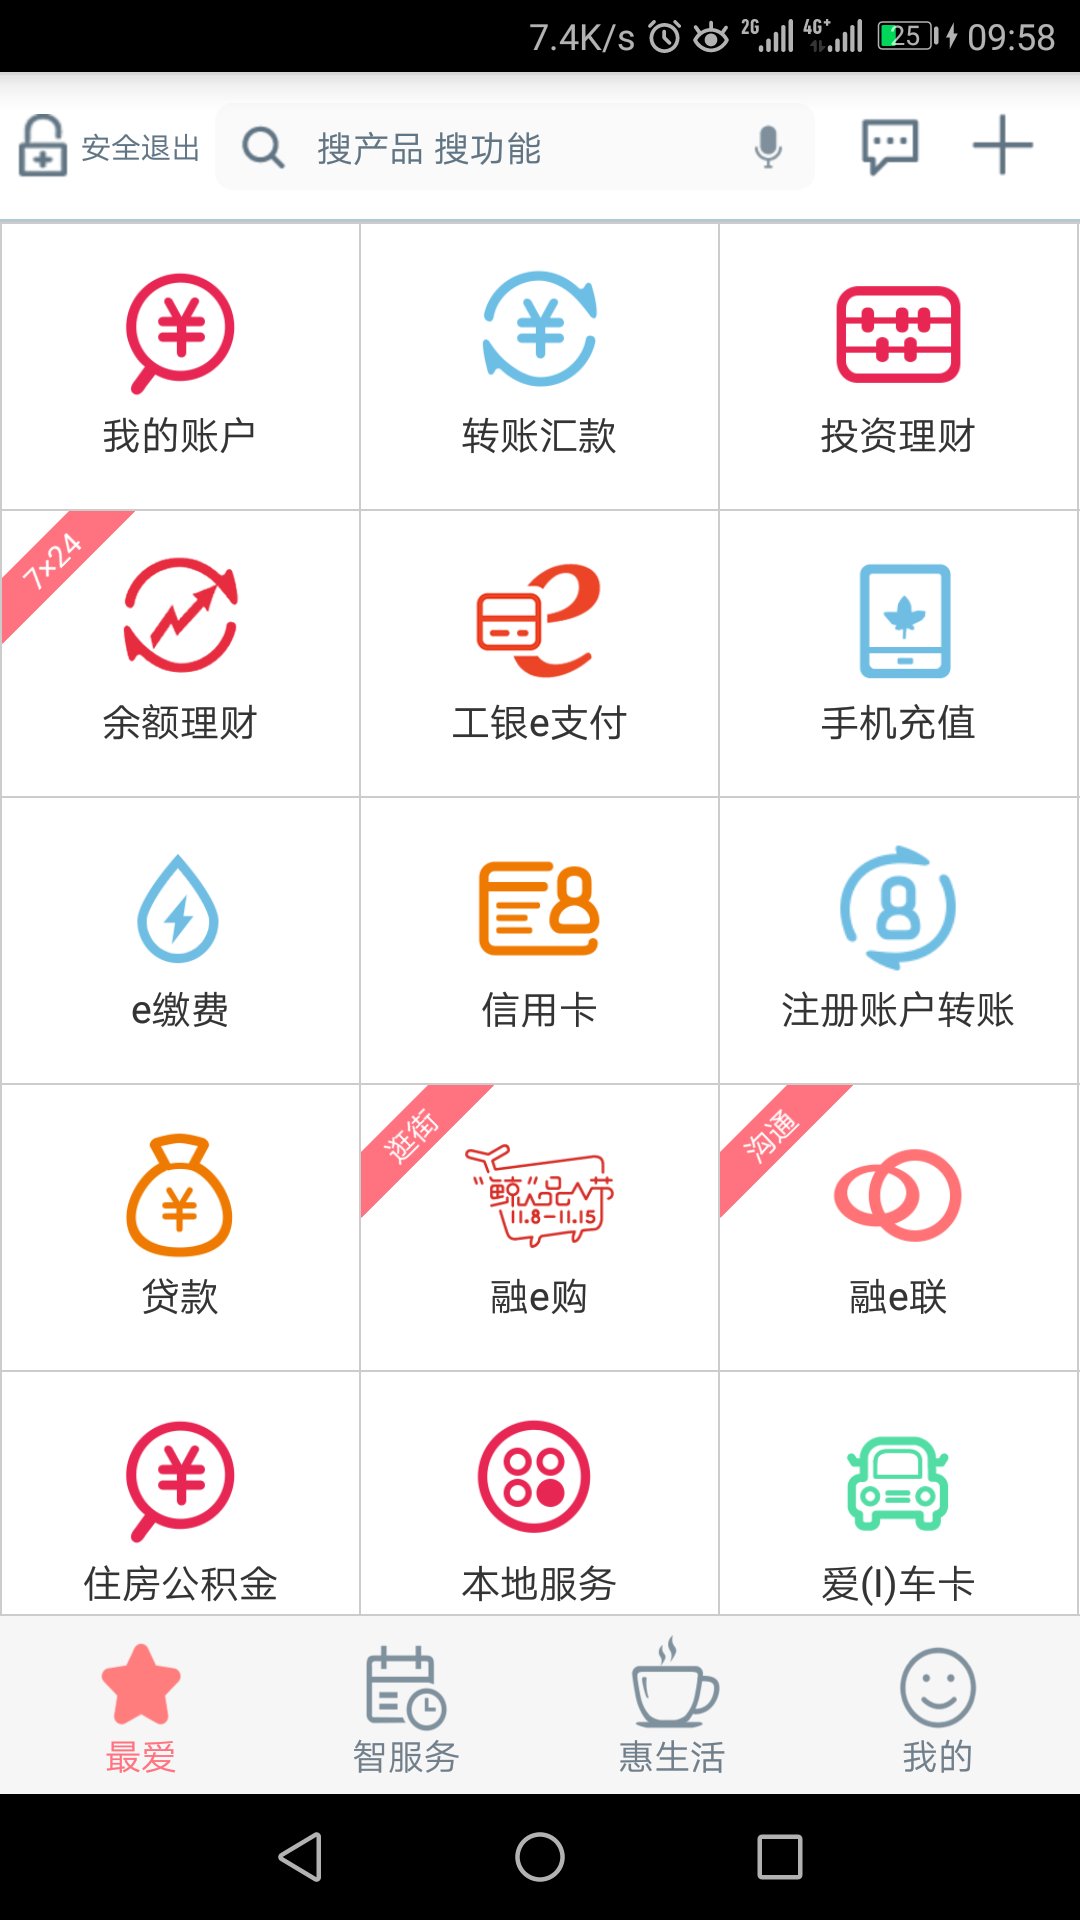 7.4K/s 2G 4G+ 25 09:58
安全退出 搜产品 搜功能
我的账户 转账汇款 投资理财
7×24
余额理财 工银e支付 手机充值
e缴费 信用卡 注册账户转账
逛街 沟通
"鲸"品节
11.8-11.15
贷款 融e购 融e联
住房公积金 本地服务 爱(I)车卡
最爱 智服务 惠生活 我的